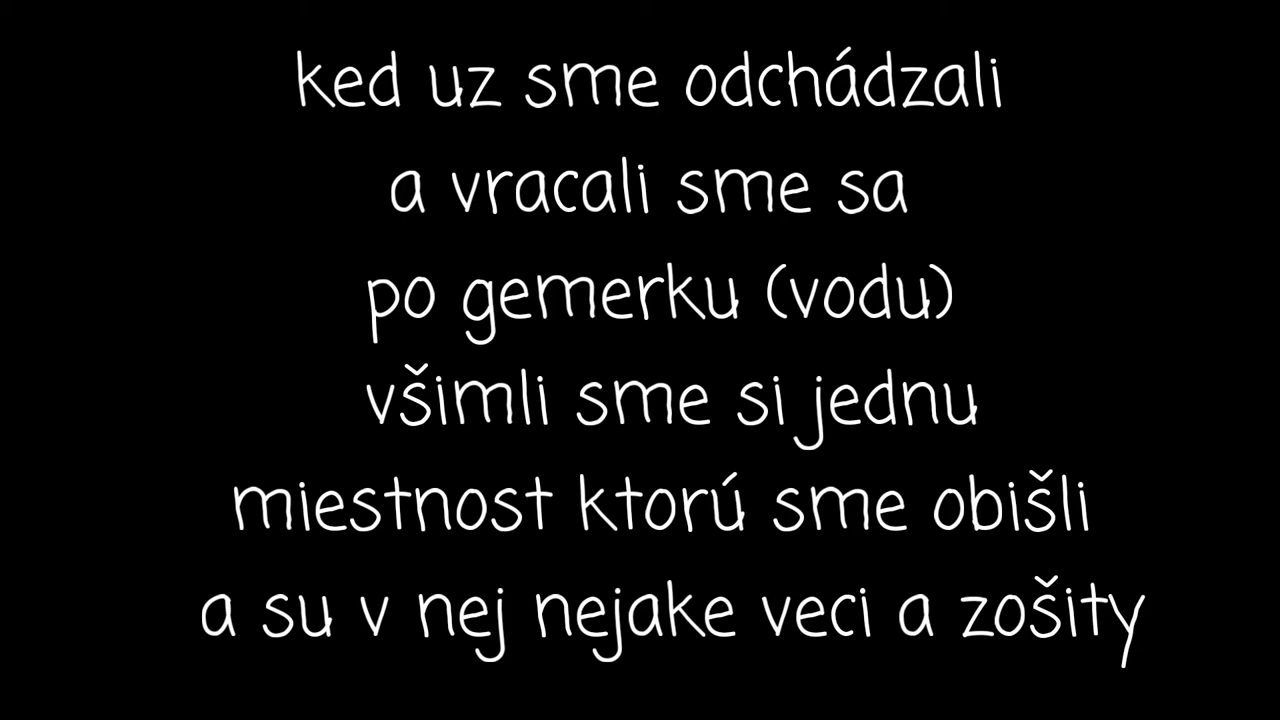 ked uz sme odchádzali
a vracali sme sa
po gemerku (vodu)
všimli sme si jednu
miestnost ktorú sme obišli
a su v nej nejake veci a zošity